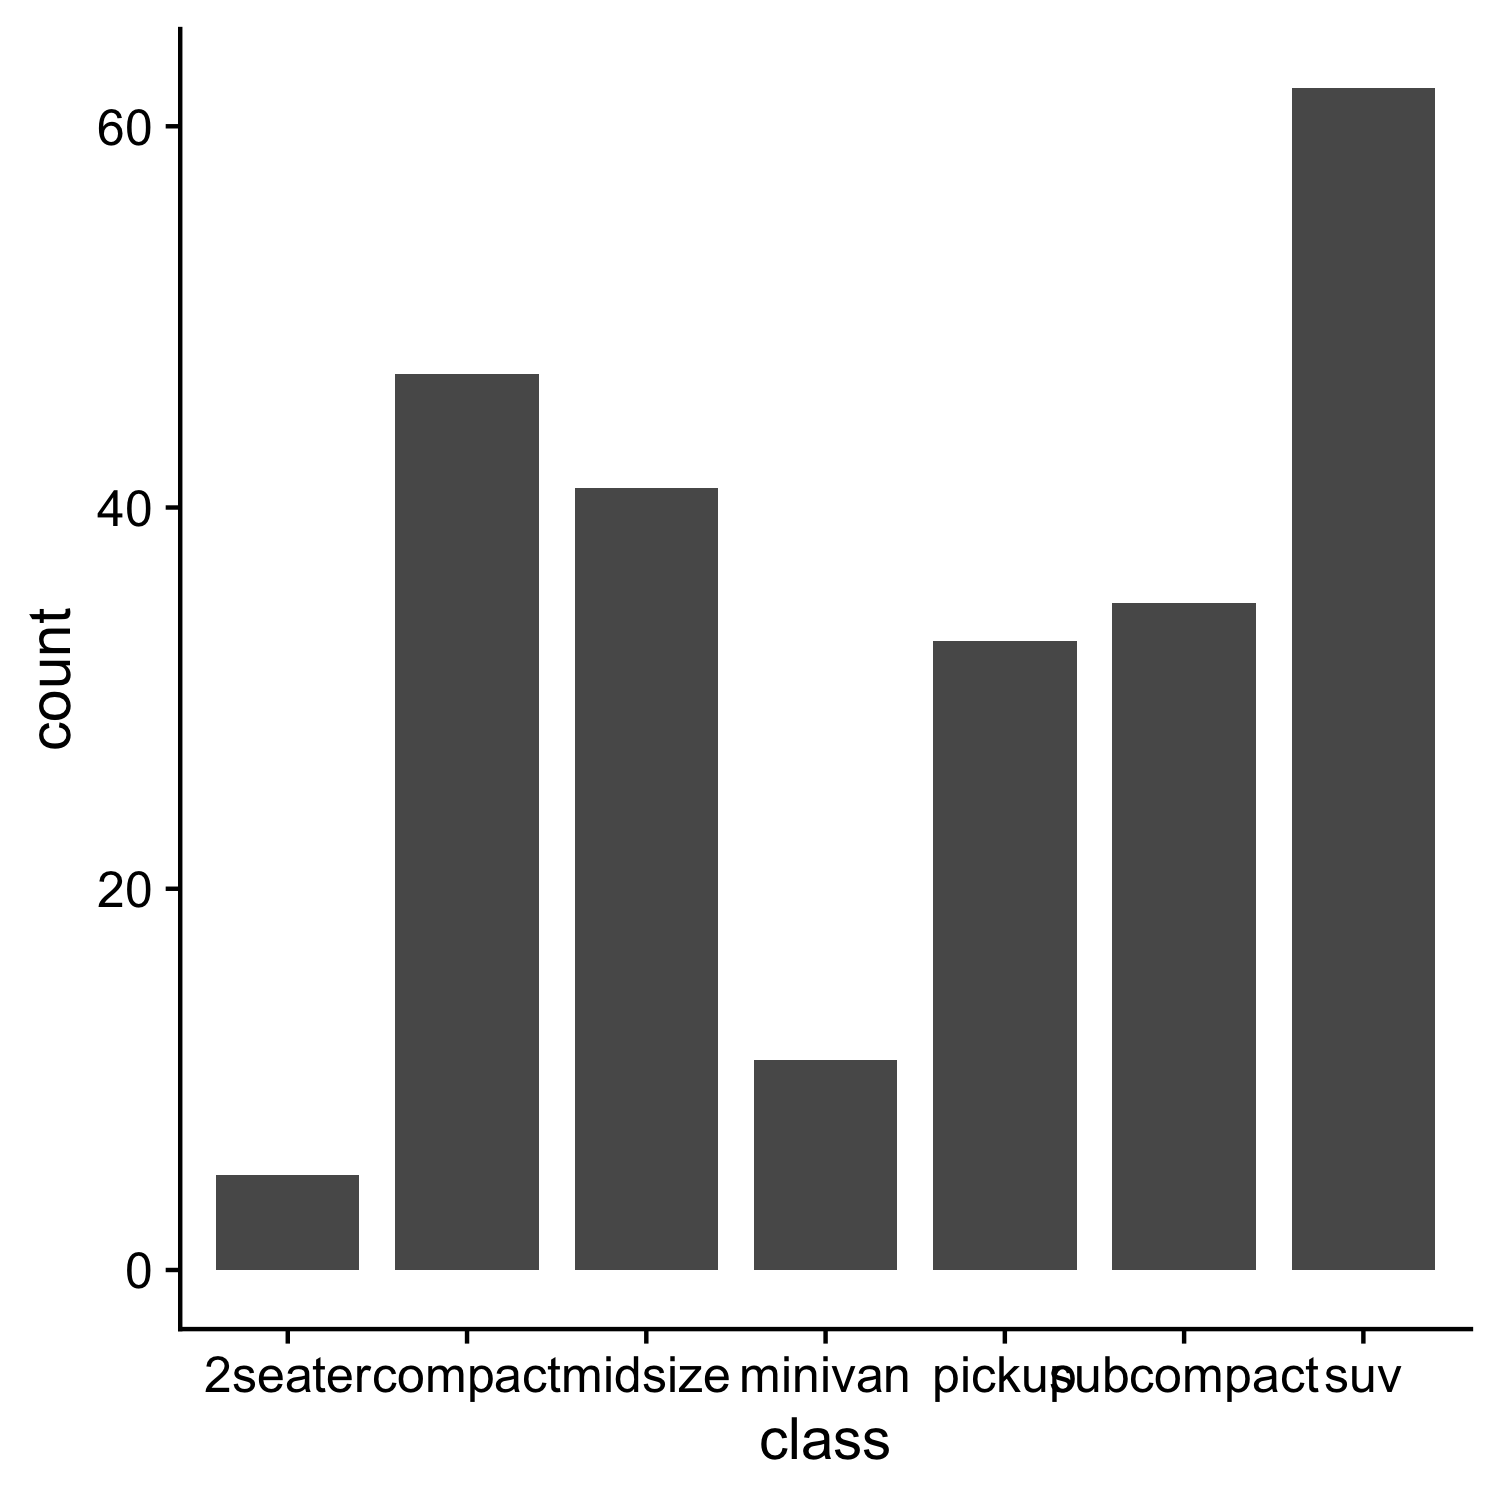 60
40
20
0
count
2seater compact midsize minivan pickup subcompact suv
class